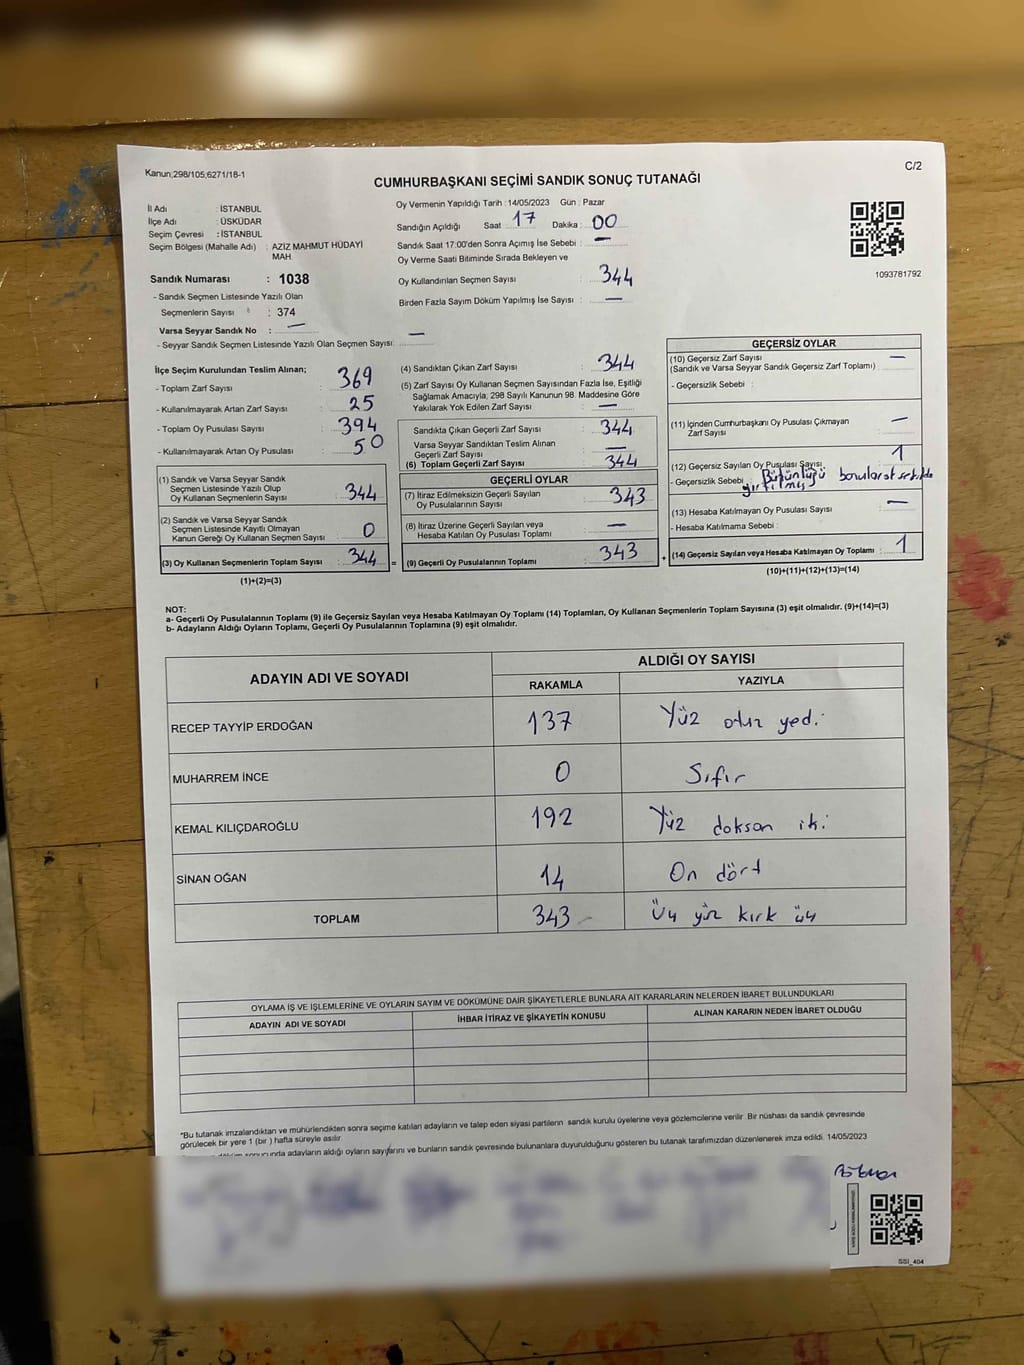 Kanun;298/105;6271/18-1
C/2
CUMHURBAŞKANI SEÇİMİ SANDIK SONUÇ TUTANAĞI
İl Adı : İSTANBUL
İlçe Adı : ÜSKÜDAR
Seçim Çevresi : İSTANBUL
Seçim Bölgesi (Mahalle Adı) : AZİZ MAHMUT HÜDAYİ MAH.
Sandık Numarası : 1038
- Sandık Seçmen Listesinde Yazılı Olan
Seçmenlerin Sayısı : 374
Varsa Seyyar Sandık No : —
- Seyyar Sandık Seçmen Listesinde Yazılı Olan Seçmen Sayısı: —
Oy Vermenin Yapıldığı Tarih : 14/05/2023 Gün : Pazar
Sandığın Açıldığı Saat 17 Dakika : 00
Sandık Saat 17:00'den Sonra Açımış İse Sebebi : —
Oy Verme Saati Bitiminde Sırada Bekleyen ve
Oy Kullandırılan Seçmen Sayısı : 344
Birden Fazla Sayım Döküm Yapılmış İse Sayısı : —
1093781792
İlçe Seçim Kurulundan Teslim Alınan;
- Toplam Zarf Sayısı : 369
- Kullanılmayarak Artan Zarf Sayısı : 25
- Toplam Oy Pusulası Sayısı : 394
- Kullanılmayarak Artan Oy Pusulası : 50
(1) Sandık ve Varsa Seyyar Sandık
Seçmen Listesinde Yazılı Olup
Oy Kullanan Seçmenlerin Sayısı : 344
(2) Sandık ve Varsa Seyyar Sandık
Seçmen Listesinde Kayıtlı Olmayan
Kanun Gereği Oy Kullanan Seçmen Sayısı : 0
(3) Oy Kullanan Seçmenlerin Toplam Sayısı : 344
(1)+(2)=(3)
(4) Sandıktan Çıkan Zarf Sayısı : 344
(5) Zarf Sayısı Oy Kullanan Seçmen Sayısından Fazla İse, Eşitliği
Sağlamak Amacıyla, 298 Sayılı Kanunun 98. Maddesine Göre
Yakılarak Yok Edilen Zarf Sayısı : —
Sandıkta Çıkan Geçerli Zarf Sayısı : 344
Varsa Seyyar Sandıktan Teslim Alınan
Geçerli Zarf Sayısı : —
(6) Toplam Geçerli Zarf Sayısı : 344
GEÇERLİ OYLAR
(7) İtiraz Edilmeksizin Geçerli Sayılan
Oy Pusulalarının Sayısı : 343
(8) İtiraz Üzerine Geçerli Sayılan veya
Hesaba Katılan Oy Pusulası Toplamı : —
= (9) Geçerli Oy Pusulalarının Toplamı : 343 +
GEÇERSİZ OYLAR
(10) Geçersiz Zarf Sayısı : —
(Sandık ve Varsa Seyyar Sandık Geçersiz Zarf Toplamı)
- Geçersizlik Sebebi :
(11) İçinden Cumhurbaşkanı Oy Pusulası Çıkmayan
Zarf Sayısı : —
(12) Geçersiz Sayılan Oy Pusulası Sayısı : 1
- Geçersizlik Sebebi : Bütünlüğü
yırtılmış
(13) Hesaba Katılmayan Oy Pusulası Sayısı : —
- Hesaba Katılmama Sebebi :
(14) Geçersiz Sayılan veya Hesaba Katılmayan Oy Toplamı : 1
(10)+(11)+(12)+(13)=(14)
NOT:
a- Geçerli Oy Pusulalarının Toplamı (9) ile Geçersiz Sayılan veya Hesaba Katılmayan Oy Toplamı (14) Toplamları, Oy Kullanan Seçmenlerin Toplam Sayısına (3) eşit olmalıdır. (9)+(14)=(3)
b- Adayların Aldığı Oyların Toplamı, Geçerli Oy Pusulalarının Toplamına (9) eşit olmalıdır.
ADAYIN ADI VE SOYADI ALDIĞI OY SAYISI
RAKAMLA YAZIYLA
RECEP TAYYİP ERDOĞAN 137 Yüz otuz yedi
MUHARREM İNCE 0 Sıfır
KEMAL KILIÇDAROĞLU 192 Yüz doksan iki
SİNAN OĞAN 14 On dört
TOPLAM 343 Üç yüz kırk üç
OYLAMA İŞ VE İŞLEMLERİNE VE OYLARIN SAYIM VE DÖKÜMÜNE DAİR ŞİKAYETLERLE BUNLARA AİT KARARLARIN NELERDEN İBARET BULUNDUKLARI
ADAYIN ADI VE SOYADI İHBAR İTİRAZ VE ŞİKAYETİN KONUSU ALINAN KARARIN NEDEN İBARET OLDUĞU
*Bu tutanak imzalandıktan ve mühürlendikten sonra seçime katılan adayların ve talep eden siyasi partilerin sandık kurulu üyelerine veya gözlemcilerine verilir. Bir nüshası da sandık çevresinde
görülecek bir yere 1 (bir ) hafta süreyle asılır.
adayların aldığı oyların sayılarını ve bunların sandık çevresinde bulunanlara duyurulduğunu gösteren bu tutanak tarafımızdan düzenlenerek imza edildi. 14/05/2023
SSI_404